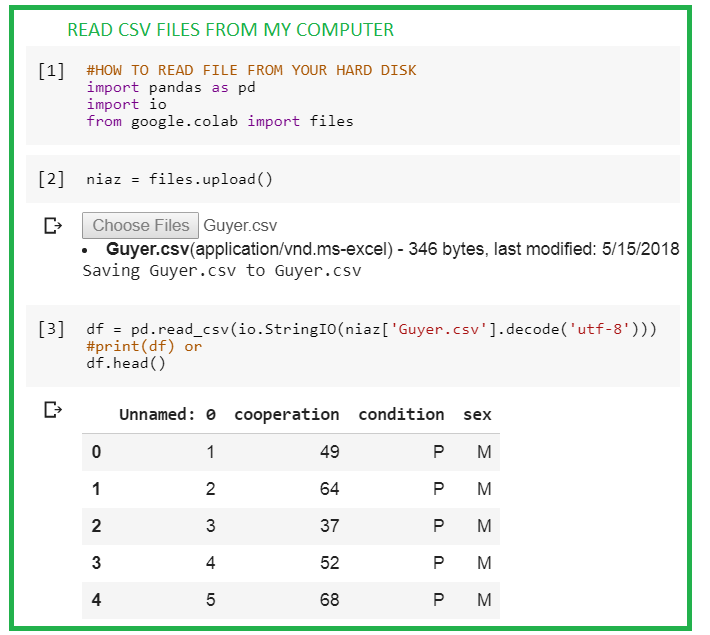 READ CSV FILES FROM MY COMPUTER
[1] #HOW TO READ FILE FROM YOUR HARD DISK
import pandas as pd
import io
from google.colab import files
[2] niaz = files.upload()
Choose Files Guyer.csv
• Guyer.csv(application/vnd.ms-excel) - 346 bytes, last modified: 5/15/2018
Saving Guyer.csv to Guyer.csv
[3] df = pd.read_csv(io.StringIO(niaz['Guyer.csv'].decode('utf-8')))
#print(df) or
df.head()
Unnamed: 0 cooperation condition sex
0 1 49 P M
1 2 64 P M
2 3 37 P M
3 4 52 P M
4 5 68 P M